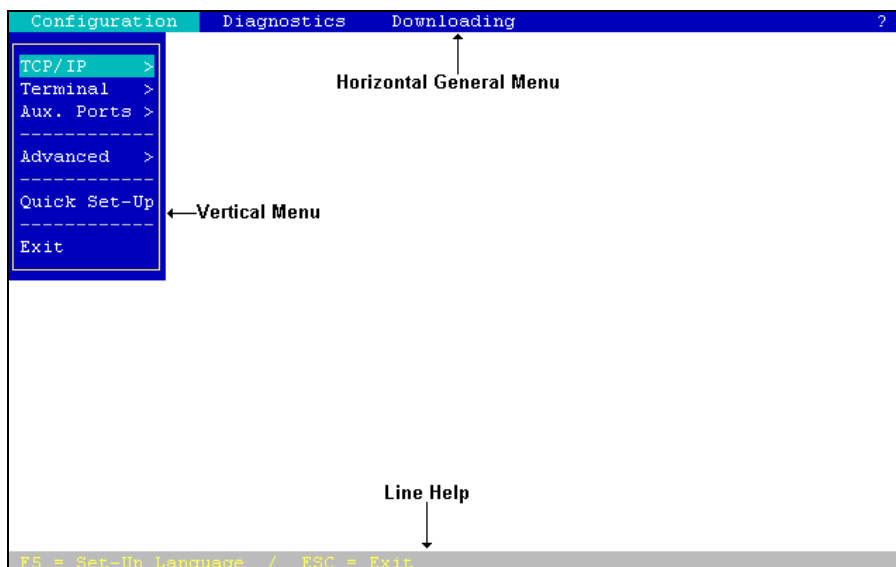 Configuration Diagnostics Downloading ?
TCP/IP >
Terminal >
Aux. Ports >
-------------
Advanced >
-------------
Quick Set-Up
-------------
Exit
Horizontal General Menu
Vertical Menu
Line Help
F5 = Set-Up Language / ESC = Exit